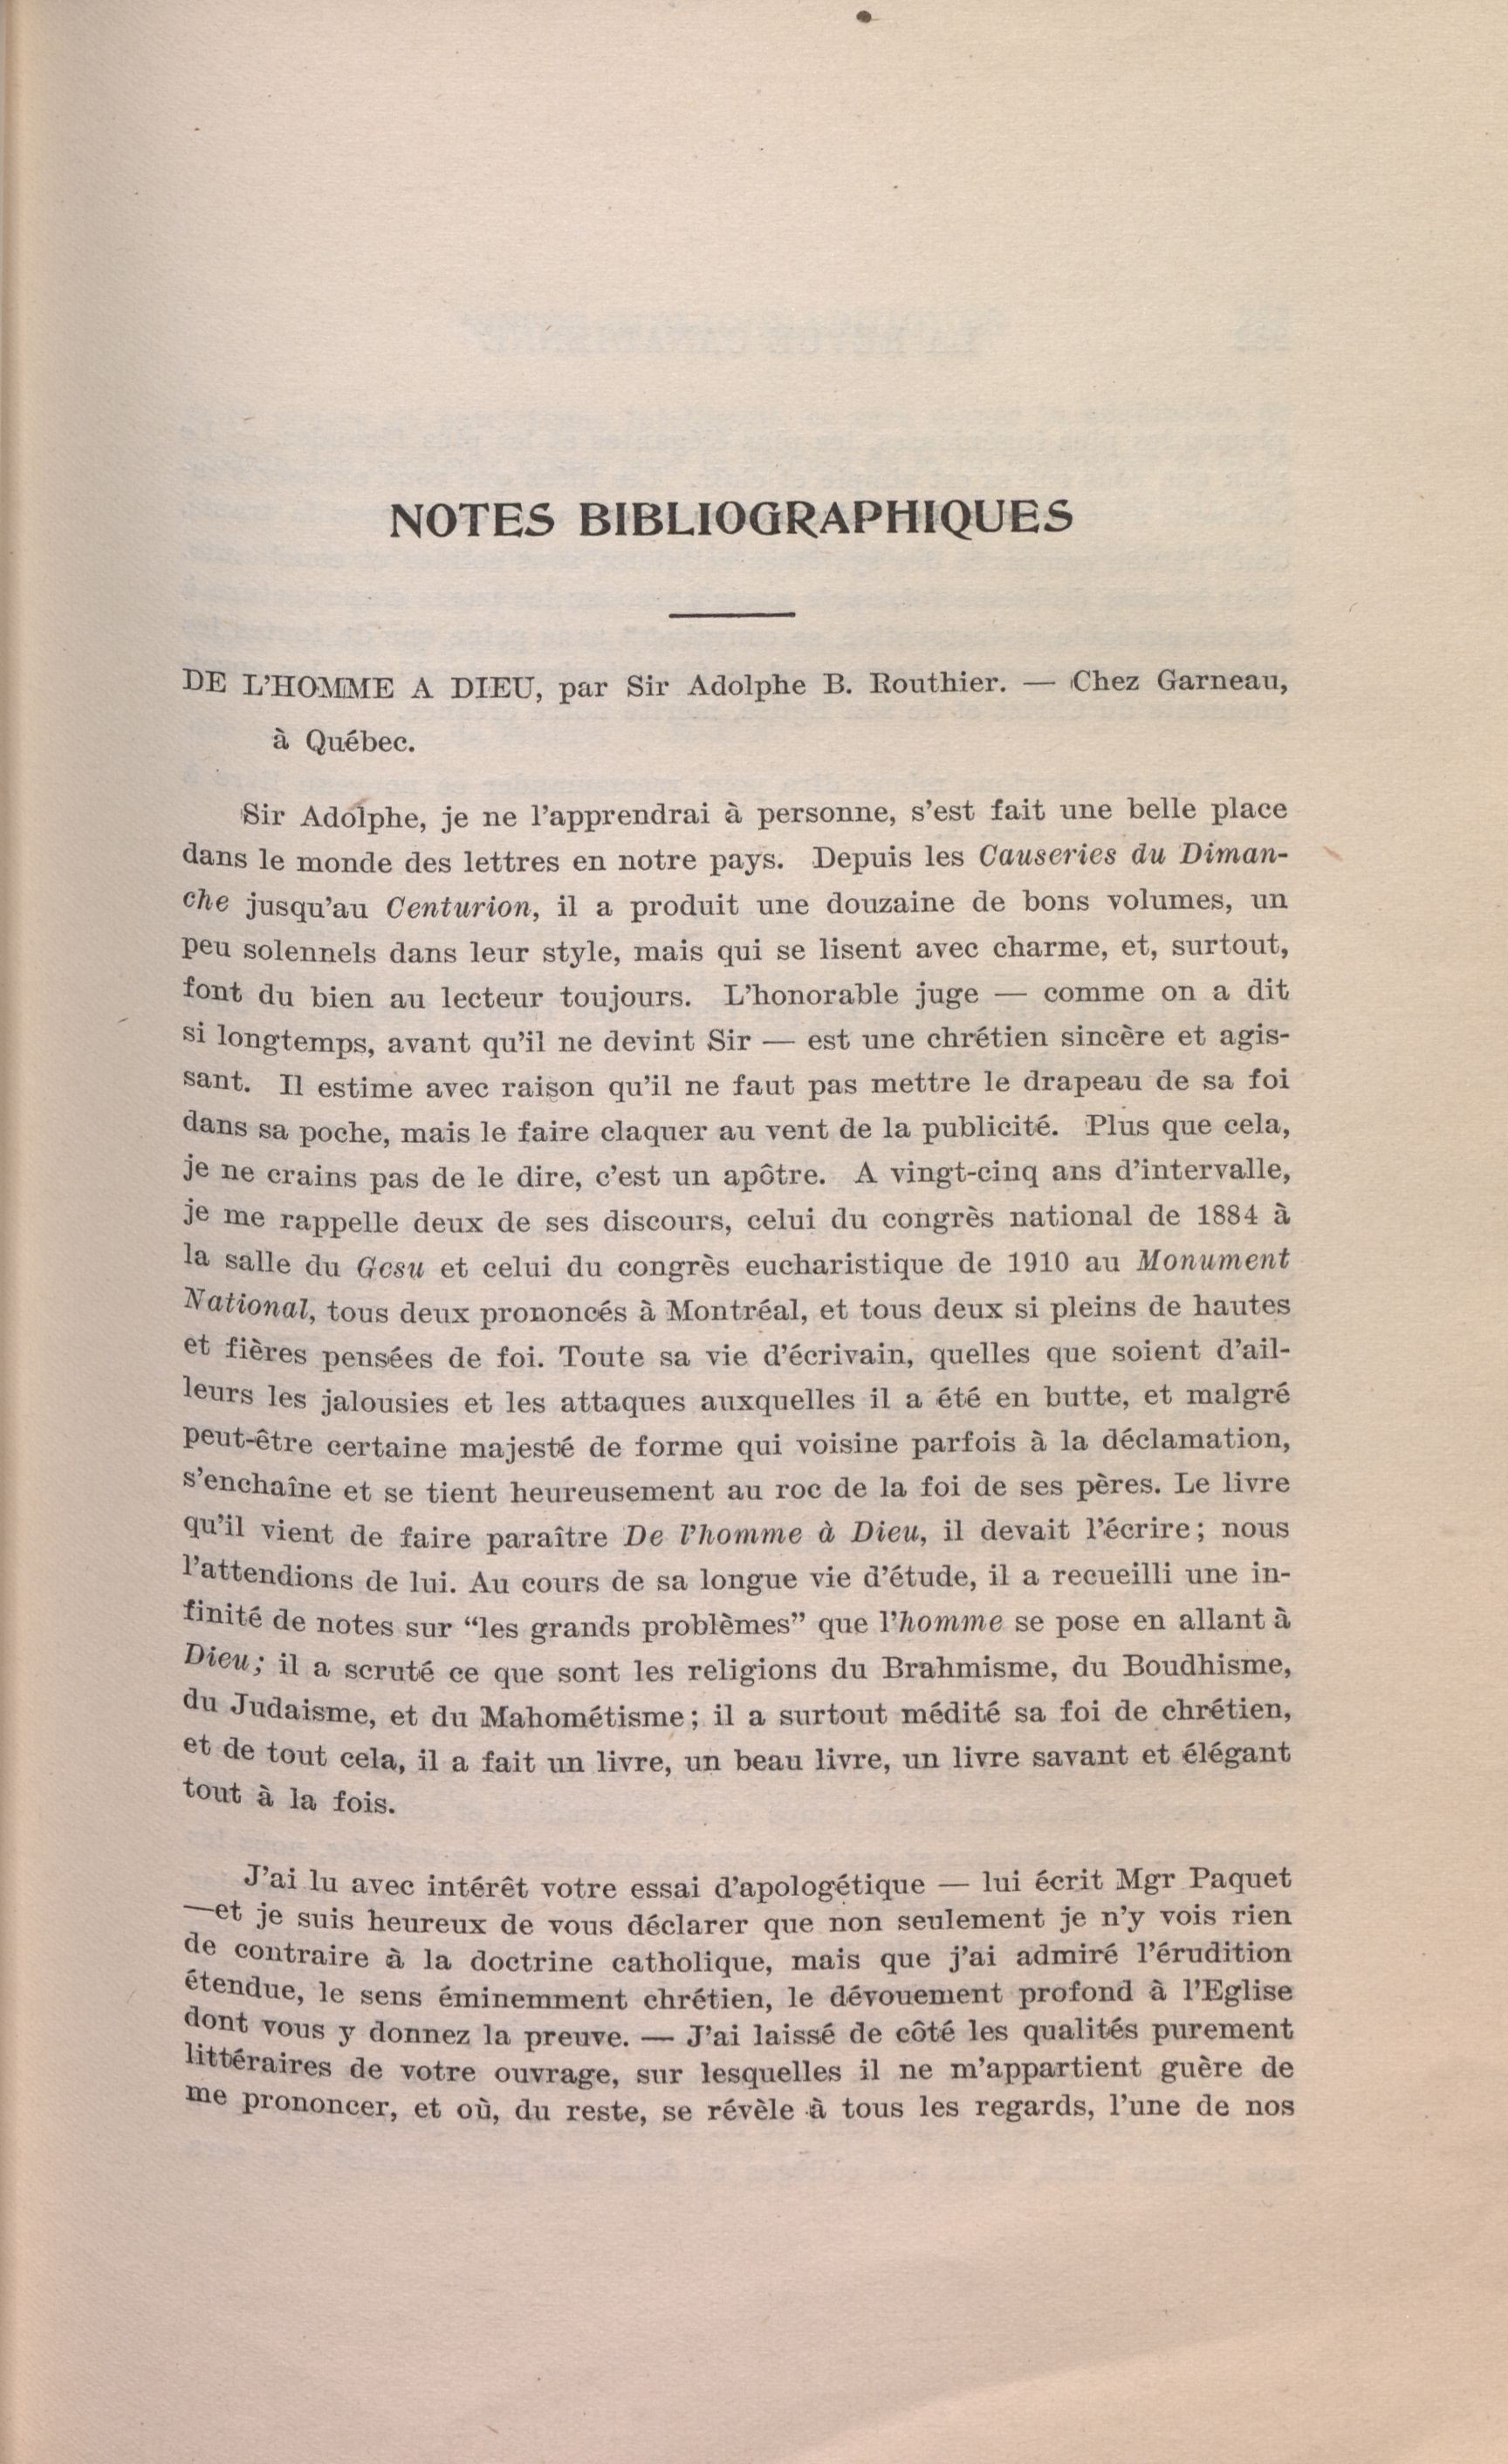 NOTES BIBLIOGRAPHIQUES
DE L'HOMME A DIEU, par Sir Adolphe B. Routhier. — Chez Garneau,
à Québec.
Sir Adolphe, je ne l'apprendrai à personne, s'est fait une belle place
dans le monde des lettres en notre pays. Depuis les Causeries du Diman-
che jusqu'au Centurion, il a produit une douzaine de bons volumes, un
peu solennels dans leur style, mais qui se lisent avec charme, et, surtout,
font du bien au lecteur toujours. L'honorable juge — comme on a dit
si longtemps, avant qu'il ne devint Sir — est une chrétien sincère et agis-
sant. Il estime avec raison qu'il ne faut pas mettre le drapeau de sa foi
dans sa poche, mais le faire claquer au vent de la publicité. Plus que cela,
je ne crains pas de le dire, c'est un apôtre. A vingt-cinq ans d'intervalle,
je me rappelle deux de ses discours, celui du congrès national de 1884 à
la salle du Gesu et celui du congrès eucharistique de 1910 au Monument
National, tous deux prononcés à Montréal, et tous deux si pleins de hautes
et fières pensées de foi. Toute sa vie d'écrivain, quelles que soient d'ail-
leurs les jalousies et les attaques auxquelles il a été en butte, et malgré
peut-être certaine majesté de forme qui voisine parfois à la déclamation,
s'enchaîne et se tient heureusement au roc de la foi de ses pères. Le livre
qu'il vient de faire paraître De l'homme à Dieu, il devait l'écrire; nous
l'attendions de lui. Au cours de sa longue vie d'étude, il a recueilli une in-
finité de notes sur "les grands problèmes" que l'homme se pose en allant à
Dieu; il a scruté ce que sont les religions du Brahmisme, du Boudhisme,
du Judaisme, et du Mahométisme; il a surtout médité sa foi de chrétien,
et de tout cela, il a fait un livre, un beau livre, un livre savant et élégant
tout à la fois.
J'ai lu avec intérêt votre essai d'apologétique — lui écrit Mgr Paquet
—et je suis heureux de vous déclarer que non seulement je n'y vois rien
de contraire à la doctrine catholique, mais que j'ai admiré l'érudition
étendue, le sens éminemment chrétien, le dévouement profond à l'Eglise
dont vous y donnez la preuve. — J'ai laissé de côté les qualités purement
littéraires de votre ouvrage, sur lesquelles il ne m'appartient guère de
me prononcer, et où, du reste, se révèle à tous les regards, l'une de nos